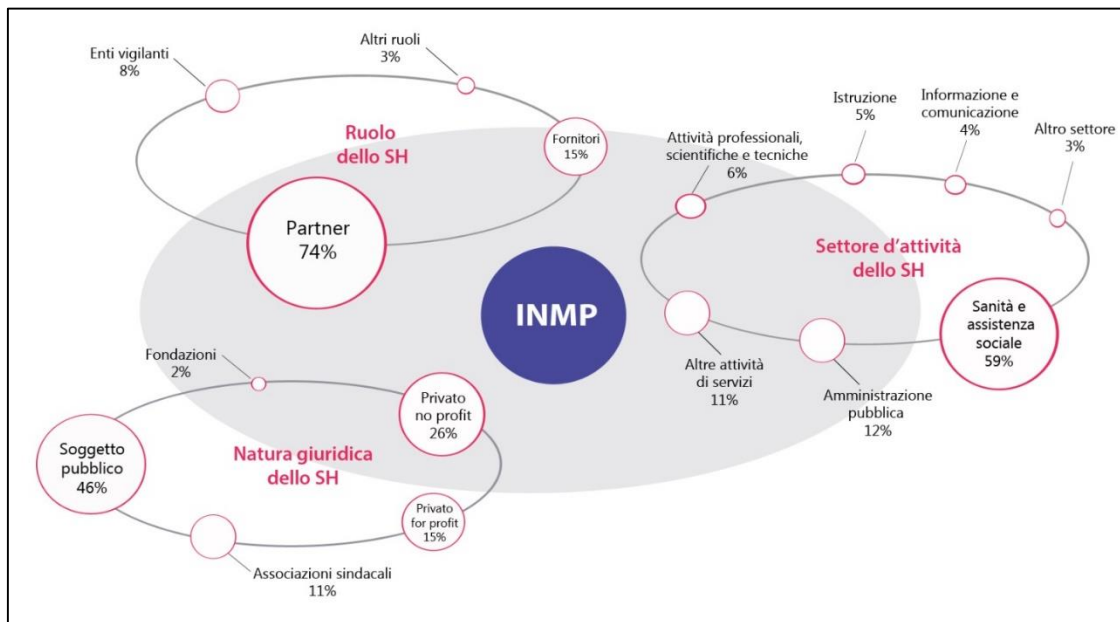 Enti vigilanti
8%
Altri ruoli
3%
Ruolo
dello SH
Fornitori
15%
Partner
74%
Istruzione
5%
Informazione e
comunicazione
4%
Altro settore
3%
Attività professionali,
scientifiche e tecniche
6%
Settore d'attività
dello SH
Sanità e
assistenza
sociale
59%
Altre attività
di servizi
11%
Amministrazione
pubblica
12%
INMP
Fondazioni
2%
Privato
no profit
26%
Soggetto
pubblico
46%
Natura giuridica
dello SH
Privato
for profit
15%
Associazioni sindacali
11%